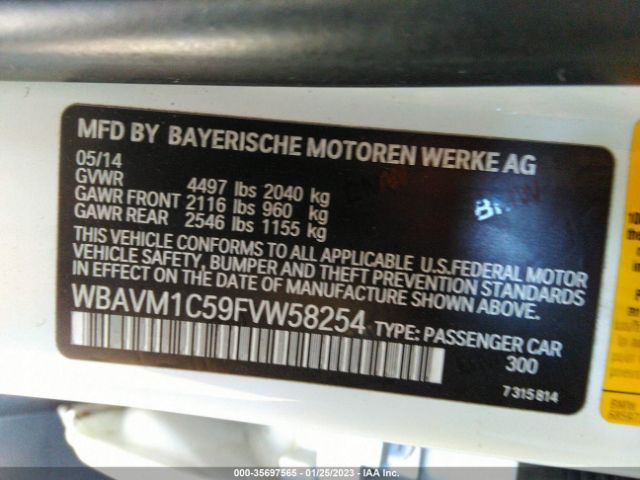 MFD BY BAYERISCHE MOTOREN WERKE AG
05/14
GVWR 4497 lbs 2040 kg
GAWR FRONT 2116 lbs 960 kg
GAWR REAR 2546 lbs 1155 kg
THIS VEHICLE CONFORMS TO ALL APPLICABLE U.S.FEDERAL MOTOR
VEHICLE SAFETY, BUMPER AND THEFT PREVENTION STANDARDS
IN EFFECT ON THE DATE OF MANUFACTURE SHOWN ABOVE.
WBAVM1C59FVW58254 TYPE: PASSENGER CAR
300
7 315 814
000-35697565 | 01/25/2023 - IAA Inc.